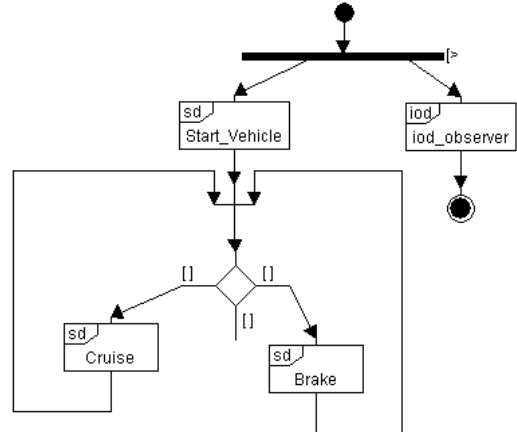 [>
sd
Start_Vehicle
iod
iod_observer
[ ]
[ ]
[ ]
sd
Cruise
sd
Brake